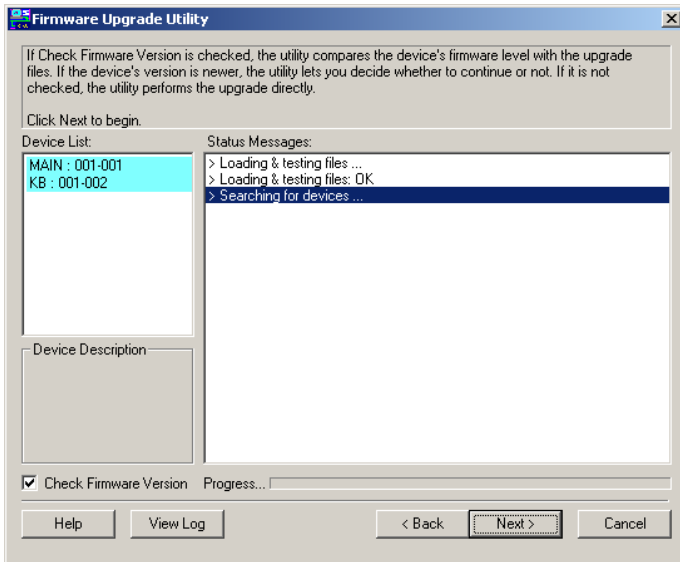 Firmware Upgrade Utility
If Check Firmware Version is checked, the utility compares the device's firmware level with the upgrade
files. If the device's version is newer, the utility lets you decide whether to continue or not. If it is not
checked, the utility performs the upgrade directly.
Click Next to begin.
Device List:
Status Messages:
MAIN : 001-001
KB : 001-002
> Loading & testing files ...
> Loading & testing files: OK
> Searching for devices ...
Device Description
Check Firmware Version
Progress...
Help
View Log
< Back
Next >
Cancel